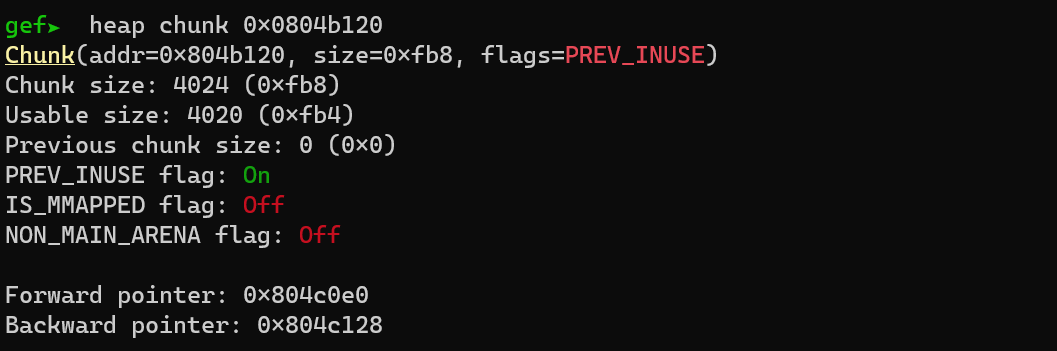 gef➤  heap chunk 0x0804b120
Chunk(addr=0x804b120, size=0xfb8, flags=PREV_INUSE)
Chunk size: 4024 (0xfb8)
Usable size: 4020 (0xfb4)
Previous chunk size: 0 (0x0)
PREV_INUSE flag: On
IS_MMAPPED flag: Off
NON_MAIN_ARENA flag: Off
Forward pointer: 0x804c0e0
Backward pointer: 0x804c128